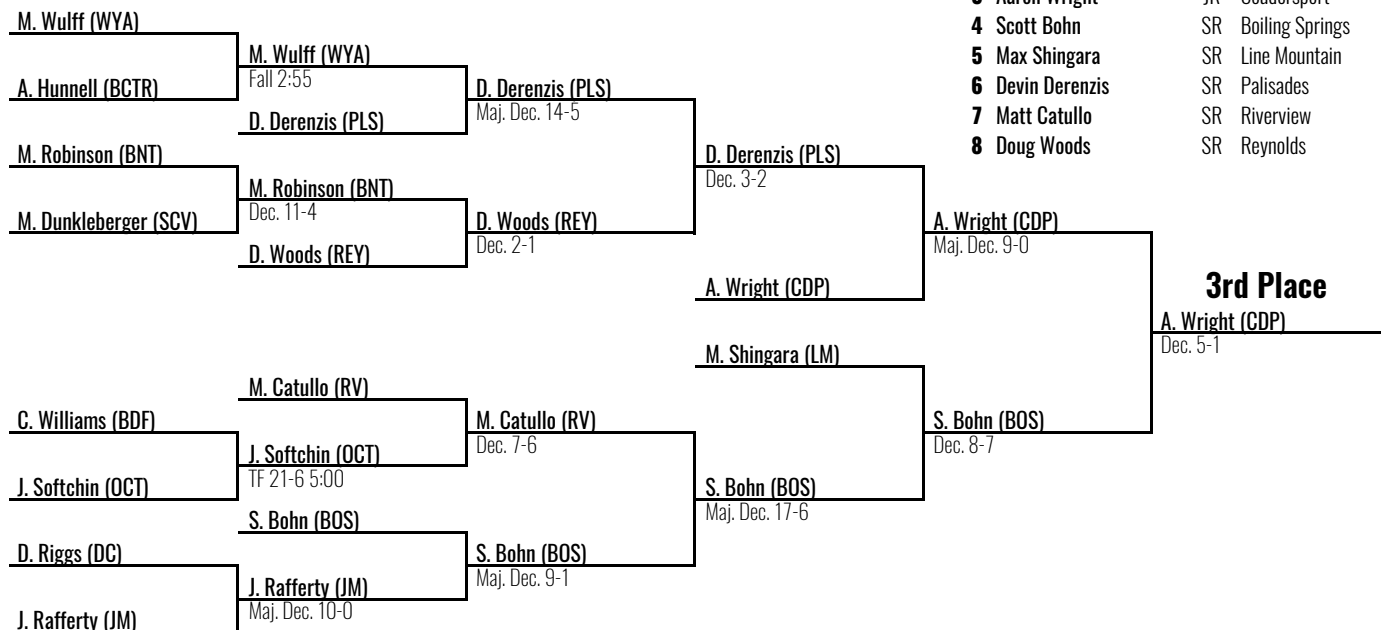 3 Aaron Wright JR Coudersport
4 Scott Bohn SR Boiling Springs
5 Max Shingara SR Line Mountain
6 Devin Derenzis SR Palisades
7 Matt Catullo SR Riverview
8 Doug Woods SR Reynolds
M. Wulff (WYA)
A. Hunnell (BCTR)
M. Robinson (BNT)
M. Dunkleberger (SCV)
C. Williams (BDF)
J. Softchin (OCT)
D. Riggs (DC)
J. Rafferty (JM)
M. Wulff (WYA)
Fall 2:55
D. Derenzis (PLS)
M. Robinson (BNT)
Dec. 11-4
D. Woods (REY)
M. Catullo (RV)
J. Softchin (OCT)
TF 21-6 5:00
S. Bohn (BOS)
J. Rafferty (JM)
Maj. Dec. 10-0
D. Derenzis (PLS)
Maj. Dec. 14-5
D. Woods (REY)
Dec. 2-1
M. Catullo (RV)
Dec. 7-6
S. Bohn (BOS)
Maj. Dec. 9-1
D. Derenzis (PLS)
Dec. 3-2
A. Wright (CDP)
M. Shingara (LM)
S. Bohn (BOS)
Maj. Dec. 17-6
A. Wright (CDP)
Maj. Dec. 9-0
S. Bohn (BOS)
Dec. 8-7
3rd Place
A. Wright (CDP)
Dec. 5-1